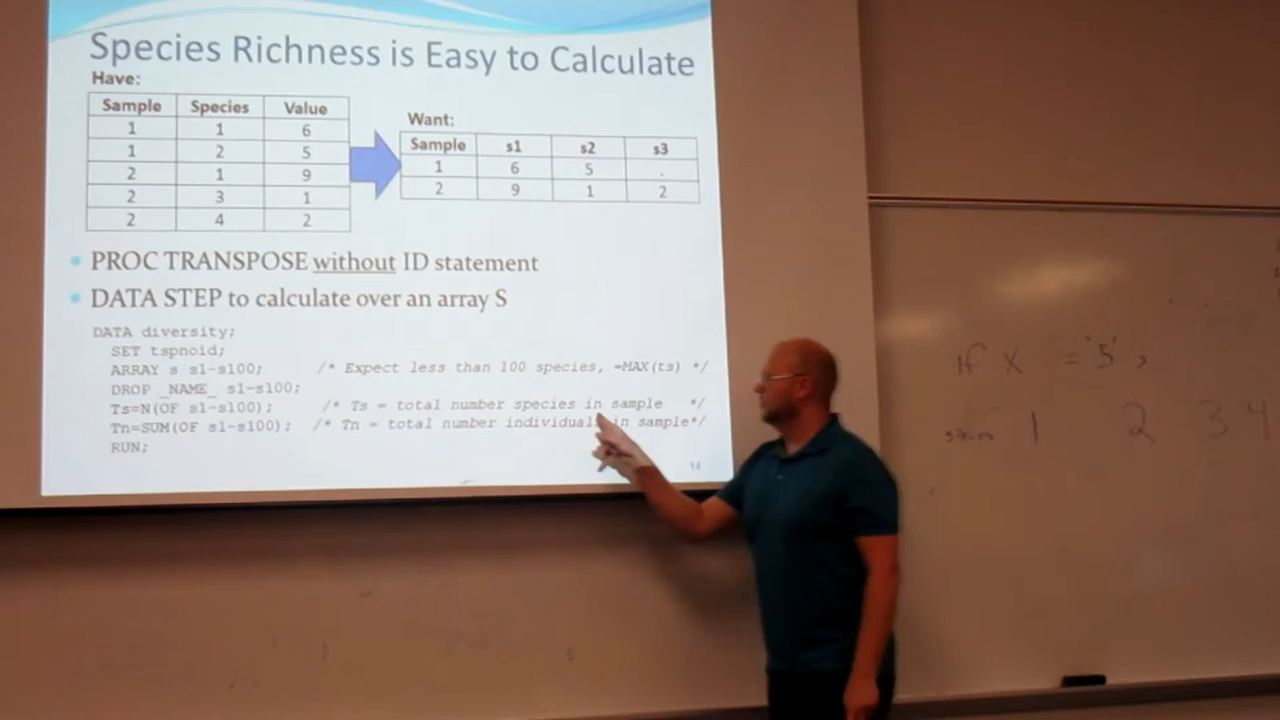 Species Richness is Easy to Calculate
Have:
Sample Species Value
1 1 6
1 2 5
2 1 9
2 3 1
2 4 2
Want:
Sample s1 s2 s3
1 6 5 .
2 9 1 2
• PROC TRANSPOSE without ID statement
• DATA STEP to calculate over an array S
DATA diversity;
SET tspnoid;
ARRAY s s1-s100; /* Expect less than 100 species, =MAX(ts) */
DROP _NAME_ s1-s100;
Ts=N(OF s1-s100); /* Ts = total number species in sample */
Tn=SUM(OF s1-s100); /* Tn = total number individuals in sample*/
RUN;
14
If X = '5',
species 1 2 3 4